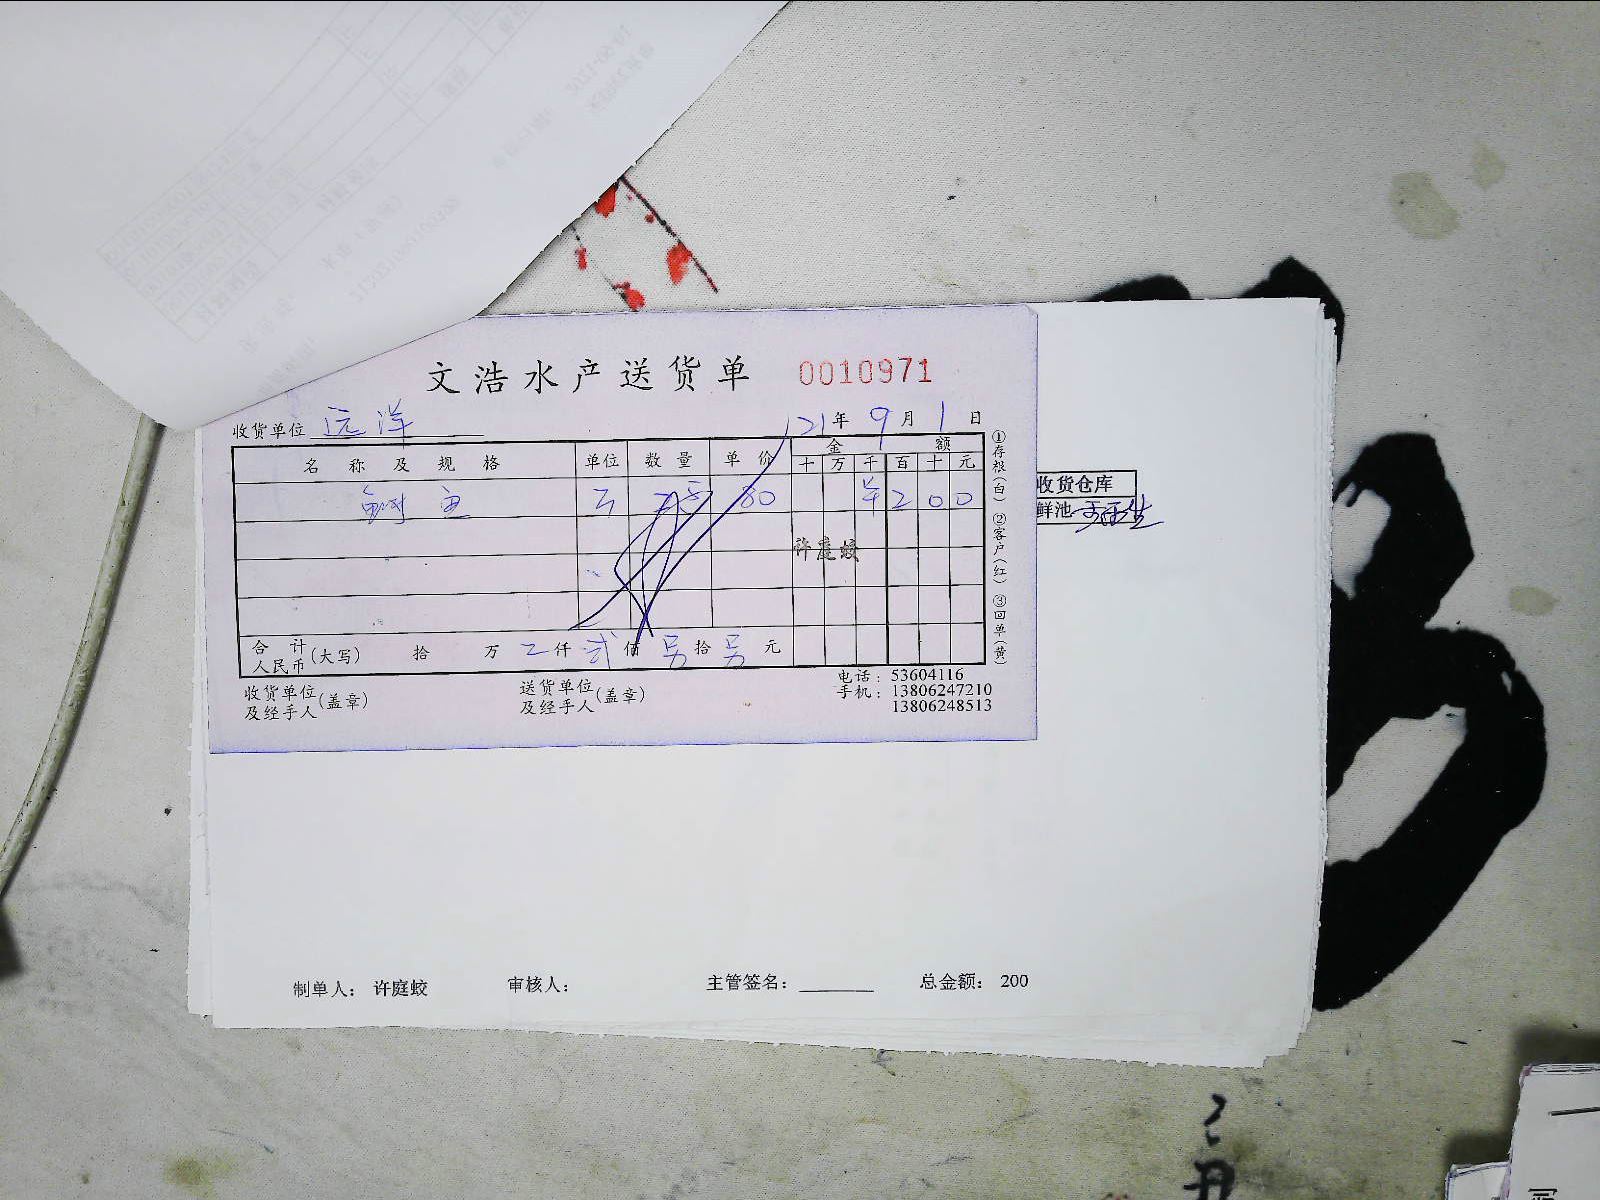 文浩水产送货单 0010971
收货单位 远洋 21年9月1日
名称及规格 单位 数量 单价 金额
十 万 千 百 十 元
鱼 80 200
许庭蛟
合计人民币(大写) 拾 万 仟 贰佰 拾 元
收货单位及经手人(盖章) 送货单位及经手人(盖章)
电话:53604116
手机:13806247210
13806248513
①存根(白) ②客户(红) ③回单(黄)
收货仓库
鲜池
制单人: 许庭蛟 审核人: 主管签名: 总金额: 200